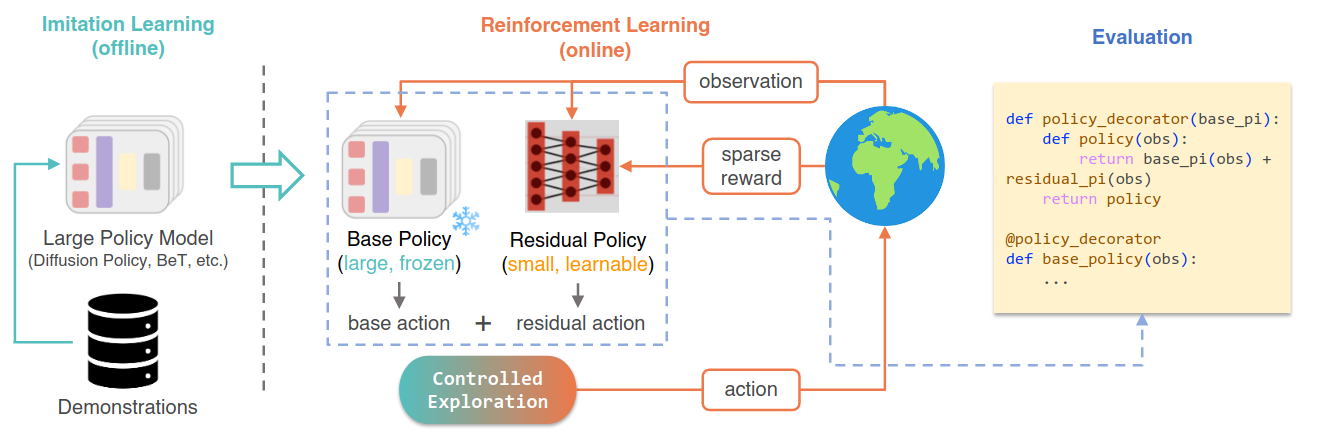 Imitation Learning
(offline)
Large Policy Model
(Diffusion Policy, BeT, etc.)
Demonstrations
Reinforcement Learning
(online)
observation
sparse
reward
Base Policy
(large, frozen)
Residual Policy
(small, learnable)
base action + residual action
Controlled
Exploration
action
Evaluation
def policy_decorator(base_pi):
    def policy(obs):
        return base_pi(obs) +
residual_pi(obs)
    return policy

@policy_decorator
def base_policy(obs):
    ...